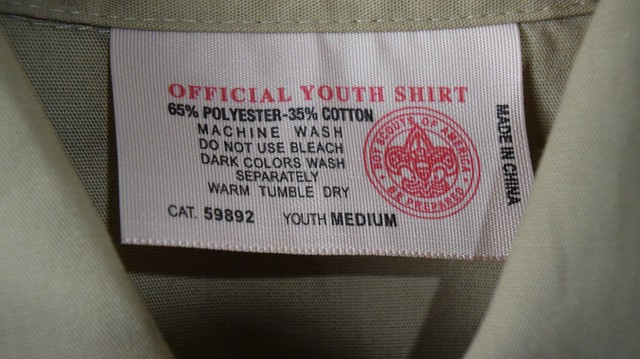 OFFICIAL YOUTH SHIRT
65% POLYESTER-35% COTTON
MACHINE WASH
DO NOT USE BLEACH
DARK COLORS WASH
SEPARATELY
WARM TUMBLE DRY
CAT. 59892 YOUTH MEDIUM
BOY SCOUTS OF AMERICA
BE PREPARED
MADE IN CHINA